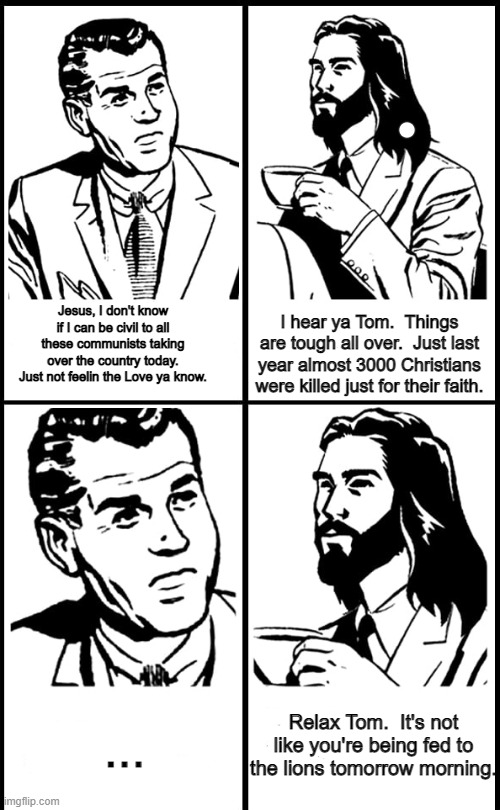 Jesus, I don't know
if I can be civil to all
these communists taking
over the country today.
Just not feelin the Love ya know.
I hear ya Tom.  Things
are tough all over.  Just last
year almost 3000 Christians
were killed just for their faith.
...
Relax Tom.  It's not
like you're being fed to
the lions tomorrow morning.
imgflip.com